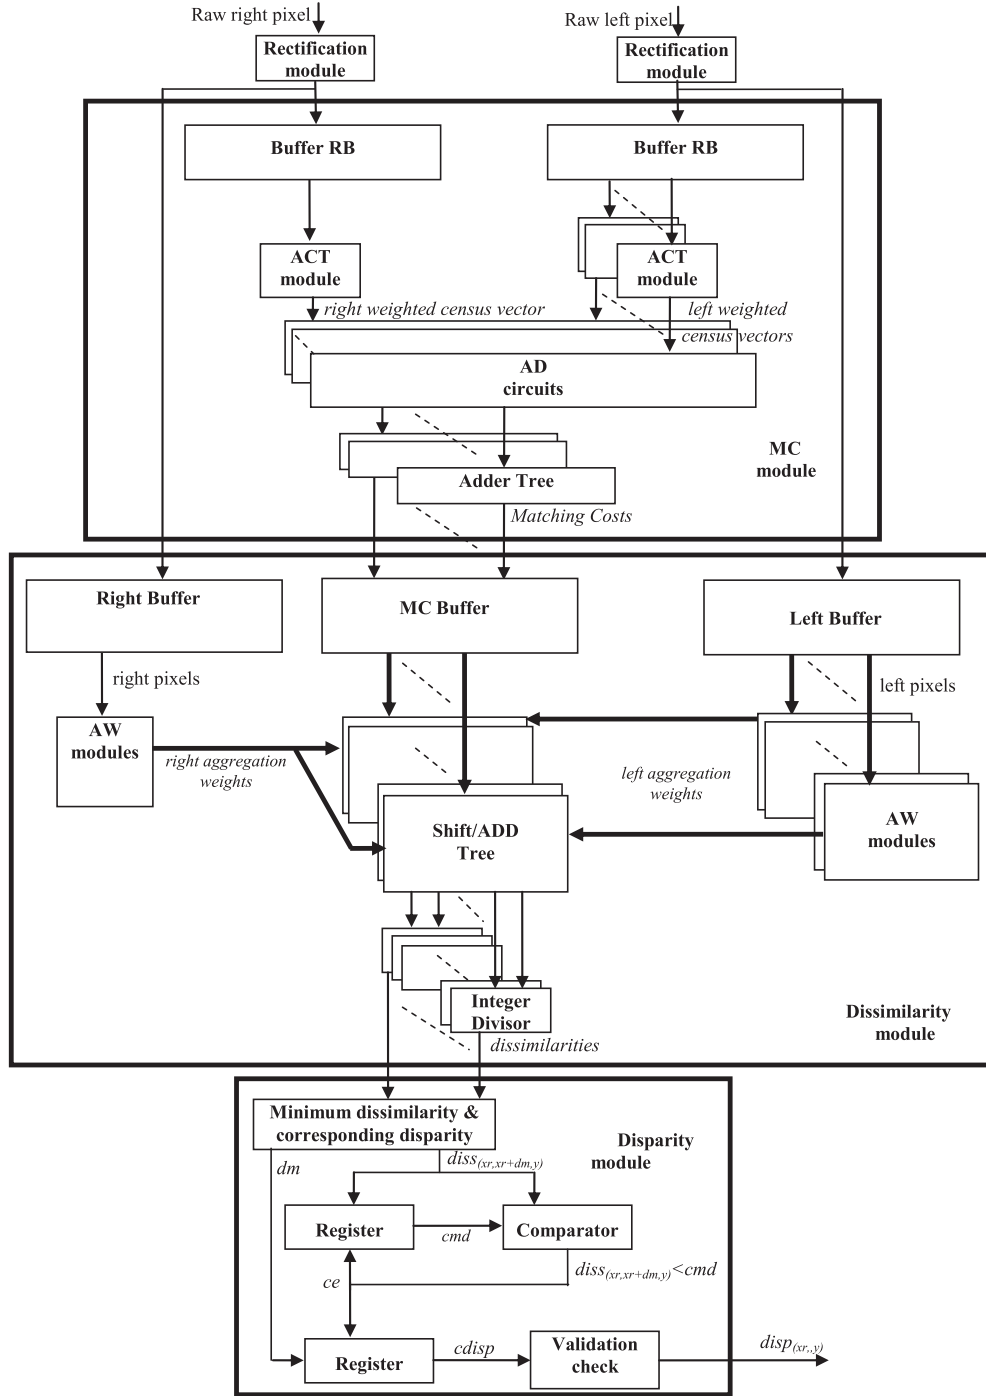 Raw right pixel
Raw left pixel
Rectification
module
Rectification
module
Buffer RB
Buffer RB
ACT
module
ACT
module
right weighted census vector
left weighted
census vectors
AD
circuits
MC
module
Adder Tree
Matching Costs
Right Buffer
MC Buffer
Left Buffer
right pixels
left pixels
AW
modules
right aggregation
weights
left aggregation
weights
Shift/ADD
Tree
AW
modules
Integer
Divisor
Dissimilarity
module
dissimilarities
Minimum dissimilarity &
corresponding disparity
Disparity
module
dm
diss(xr,xr+dm,y)
Register
cmd
Comparator
ce
diss(xr,xr+dm,y)<cmd
Register
cdisp
Validation
check
disp(xr,,y)